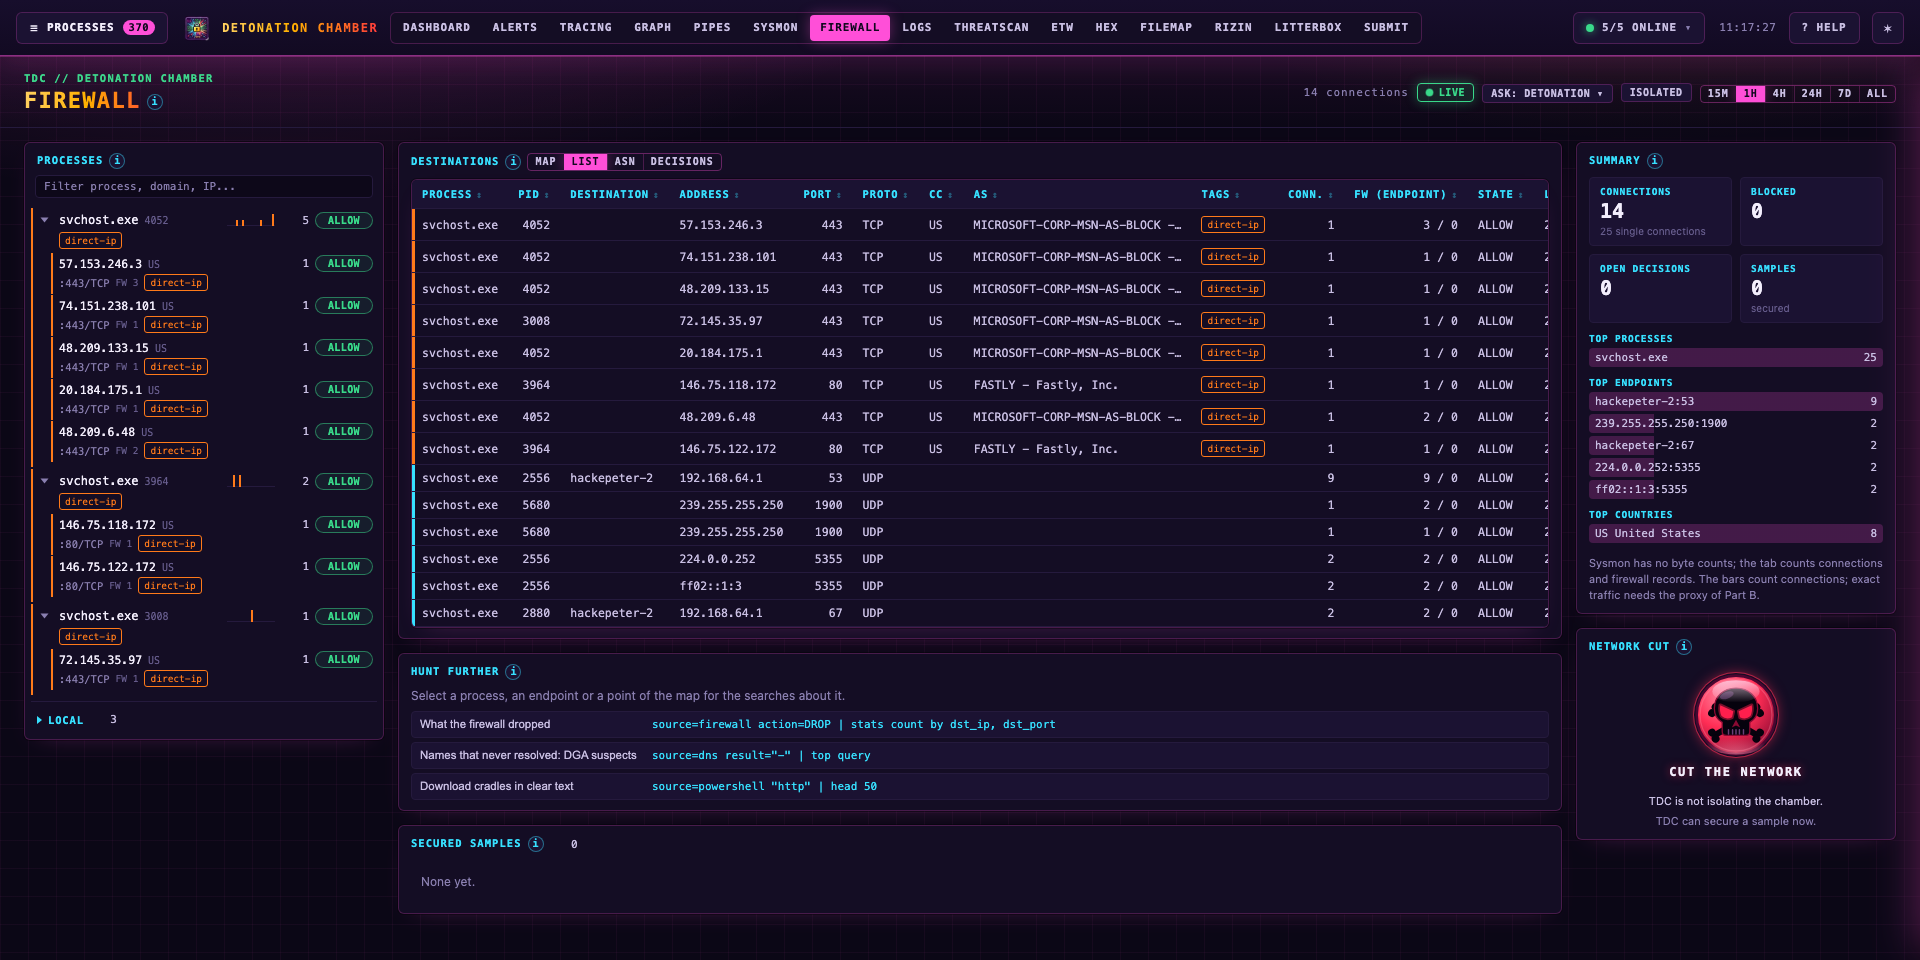 ≡ PROCESSES 370
DETONATION CHAMBER
DASHBOARD ALERTS TRACING GRAPH PIPES SYSMON FIREWALL LOGS THREATSCAN ETW HEX FILEMAP RIZIN LITTERBOX SUBMIT
5/5 ONLINE ▾ 11:17:27 ? HELP ✶
TDC // DETONATION CHAMBER
FIREWALL i
14 connections LIVE ASK: DETONATION ▾ ISOLATED 15M 1H 4H 24H 7D ALL
PROCESSES i
Filter process, domain, IP...
svchost.exe 4052 5 ALLOW
direct-ip
57.153.246.3 US 1 ALLOW
:443/TCP FW 3 direct-ip
74.151.238.101 US 1 ALLOW
:443/TCP FW 1 direct-ip
48.209.133.15 US 1 ALLOW
:443/TCP FW 1 direct-ip
20.184.175.1 US 1 ALLOW
:443/TCP FW 1 direct-ip
48.209.6.48 US 1 ALLOW
:443/TCP FW 2 direct-ip
svchost.exe 3964 2 ALLOW
direct-ip
146.75.118.172 US 1 ALLOW
:80/TCP FW 1 direct-ip
146.75.122.172 US 1 ALLOW
:80/TCP FW 1 direct-ip
svchost.exe 3008 1 ALLOW
direct-ip
72.145.35.97 US 1 ALLOW
:443/TCP FW 1 direct-ip
LOCAL 3
DESTINATIONS i MAP LIST ASN DECISIONS
PROCESS PID DESTINATION ADDRESS PORT PROTO CC AS TAGS CONN. FW (ENDPOINT) STATE
svchost.exe 4052 57.153.246.3 443 TCP US MICROSOFT-CORP-MSN-AS-BLOCK -… direct-ip 1 3 / 0 ALLOW
svchost.exe 4052 74.151.238.101 443 TCP US MICROSOFT-CORP-MSN-AS-BLOCK -… direct-ip 1 1 / 0 ALLOW
svchost.exe 4052 48.209.133.15 443 TCP US MICROSOFT-CORP-MSN-AS-BLOCK -… direct-ip 1 1 / 0 ALLOW
svchost.exe 3008 72.145.35.97 443 TCP US MICROSOFT-CORP-MSN-AS-BLOCK -… direct-ip 1 1 / 0 ALLOW
svchost.exe 4052 20.184.175.1 443 TCP US MICROSOFT-CORP-MSN-AS-BLOCK -… direct-ip 1 1 / 0 ALLOW
svchost.exe 3964 146.75.118.172 80 TCP US FASTLY - Fastly, Inc. direct-ip 1 1 / 0 ALLOW
svchost.exe 4052 48.209.6.48 443 TCP US MICROSOFT-CORP-MSN-AS-BLOCK -… direct-ip 1 2 / 0 ALLOW
svchost.exe 3964 146.75.122.172 80 TCP US FASTLY - Fastly, Inc. direct-ip 1 1 / 0 ALLOW
svchost.exe 2556 hackepeter-2 192.168.64.1 53 UDP 9 9 / 0 ALLOW
svchost.exe 5680 239.255.255.250 1900 UDP 1 2 / 0 ALLOW
svchost.exe 5680 239.255.255.250 1900 UDP 1 1 / 0 ALLOW
svchost.exe 2556 224.0.0.252 5355 UDP 2 2 / 0 ALLOW
svchost.exe 2556 ff02::1:3 5355 UDP 2 2 / 0 ALLOW
svchost.exe 2880 hackepeter-2 192.168.64.1 67 UDP 2 2 / 0 ALLOW
HUNT FURTHER i
Select a process, an endpoint or a point of the map for the searches about it.
What the firewall dropped source=firewall action=DROP | stats count by dst_ip, dst_port
Names that never resolved: DGA suspects source=dns result="-" | top query
Download cradles in clear text source=powershell "http" | head 50
SECURED SAMPLES i 0
None yet.
SUMMARY i
CONNECTIONS BLOCKED
14 0
25 single connections
OPEN DECISIONS SAMPLES
0 0
secured
TOP PROCESSES
svchost.exe 25
TOP ENDPOINTS
hackepeter-2:53 9
239.255.255.250:1900 2
hackepeter-2:67 2
224.0.0.252:5355 2
ff02::1:3:5355 2
TOP COUNTRIES
US United States 8
Sysmon has no byte counts; the tab counts connections
and firewall records. The bars count connections; exact
traffic needs the proxy of Part B.
NETWORK CUT i
CUT THE NETWORK
TDC is not isolating the chamber.
TDC can secure a sample now.